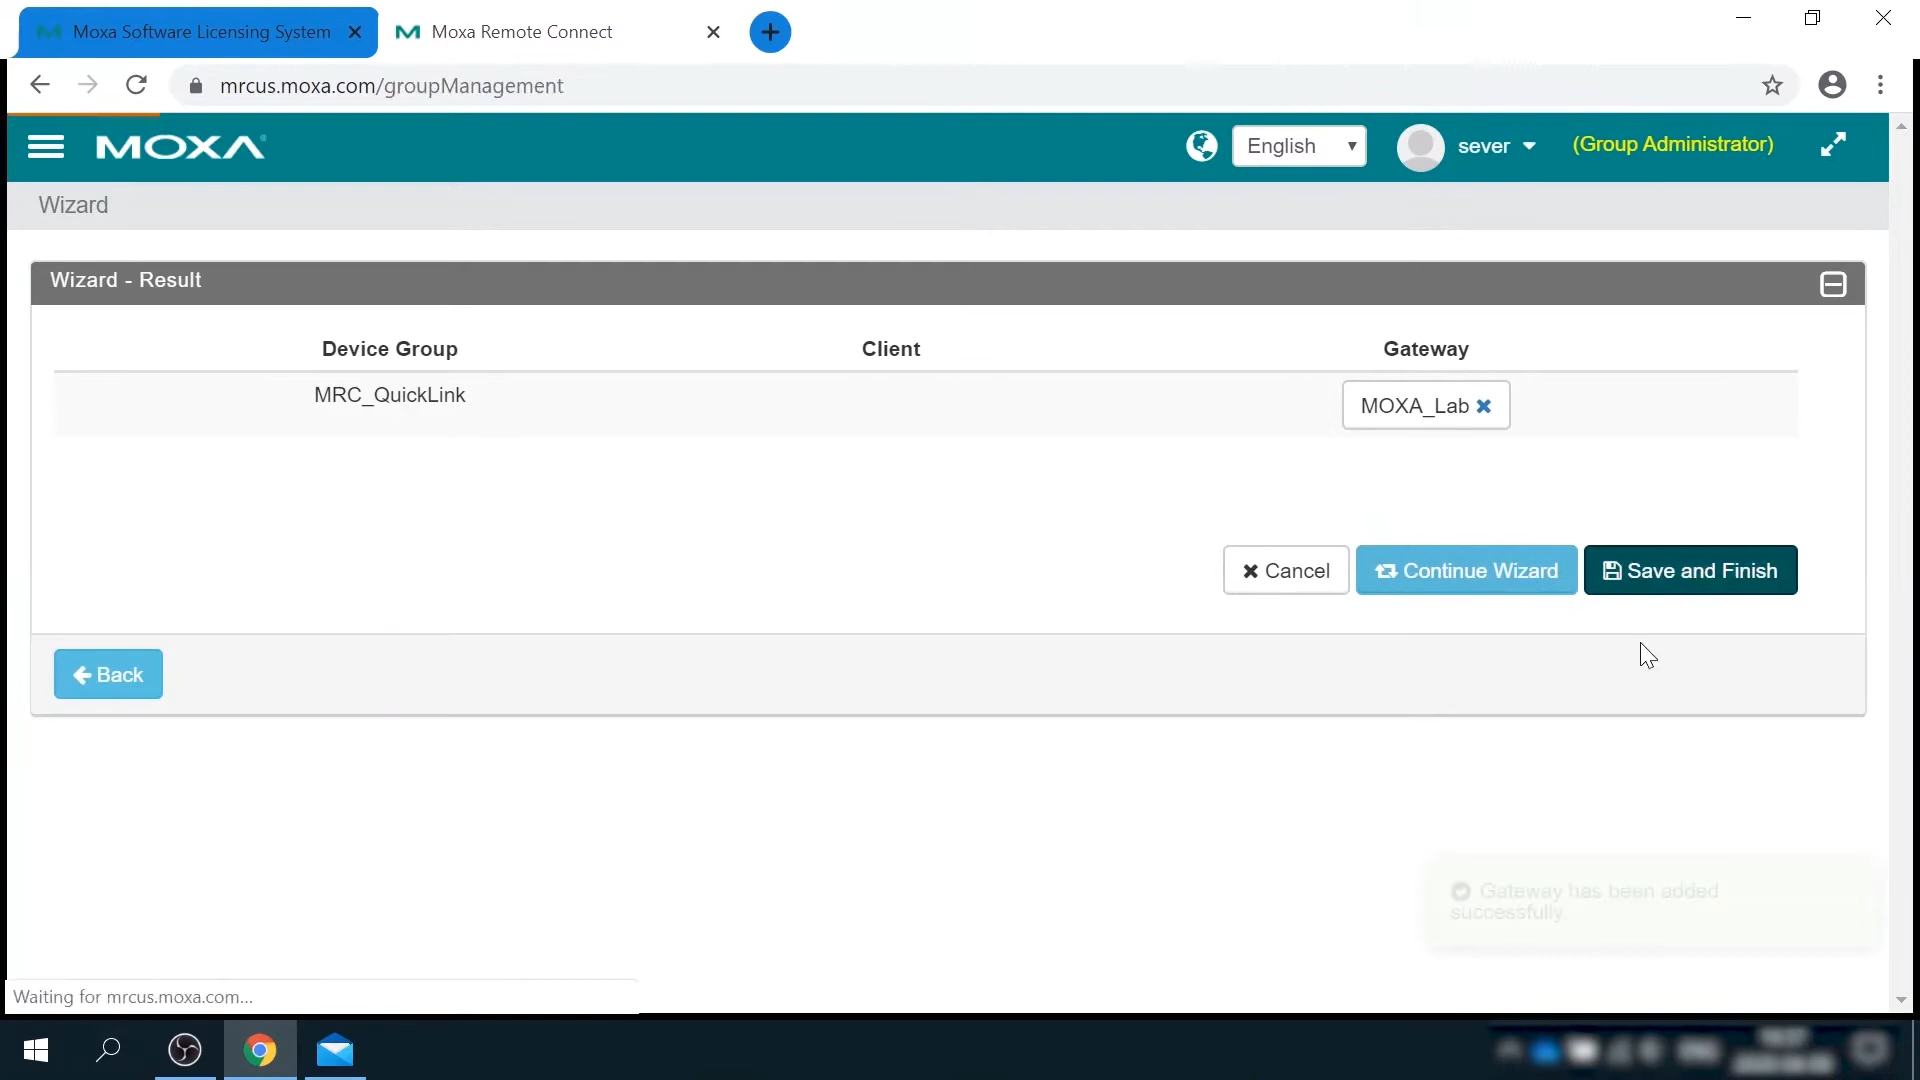 Moxa Software Licensing System
Moxa Remote Connect
mrcus.moxa.com/groupManagement
MOXA
English
sever
(Group Administrator)
Wizard
Wizard - Result
Device Group
Client
Gateway
MRC_QuickLink
MOXA_Lab
Cancel
Continue Wizard
Save and Finish
Back
Gateway has been added
successfully.
Waiting for mrcus.moxa.com...